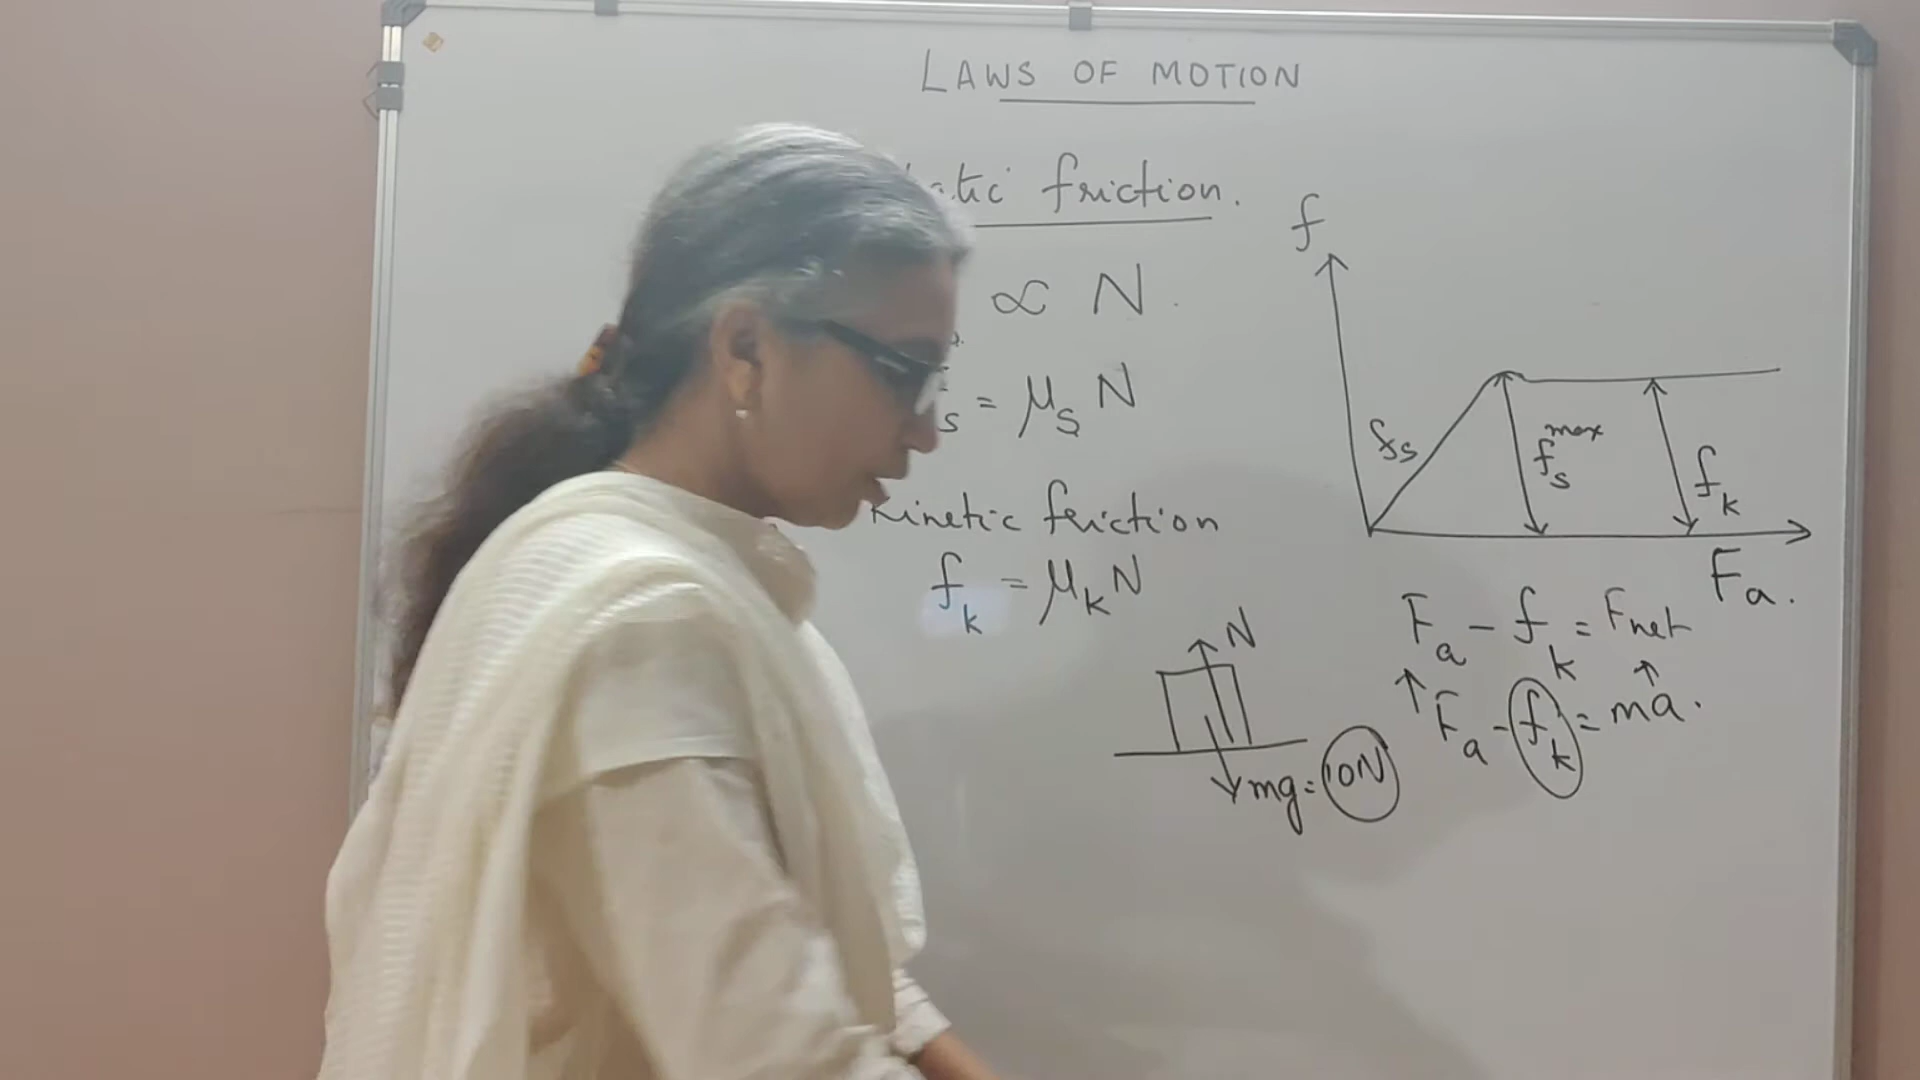 LAWS OF MOTION
friction.
∝ N
s = μs N
Kinetic friction
fk = μk N
f
fs
fs max
fk
Fa.
Fa - fk = Fnet
Fa - fk = ma.
N
mg = 10N